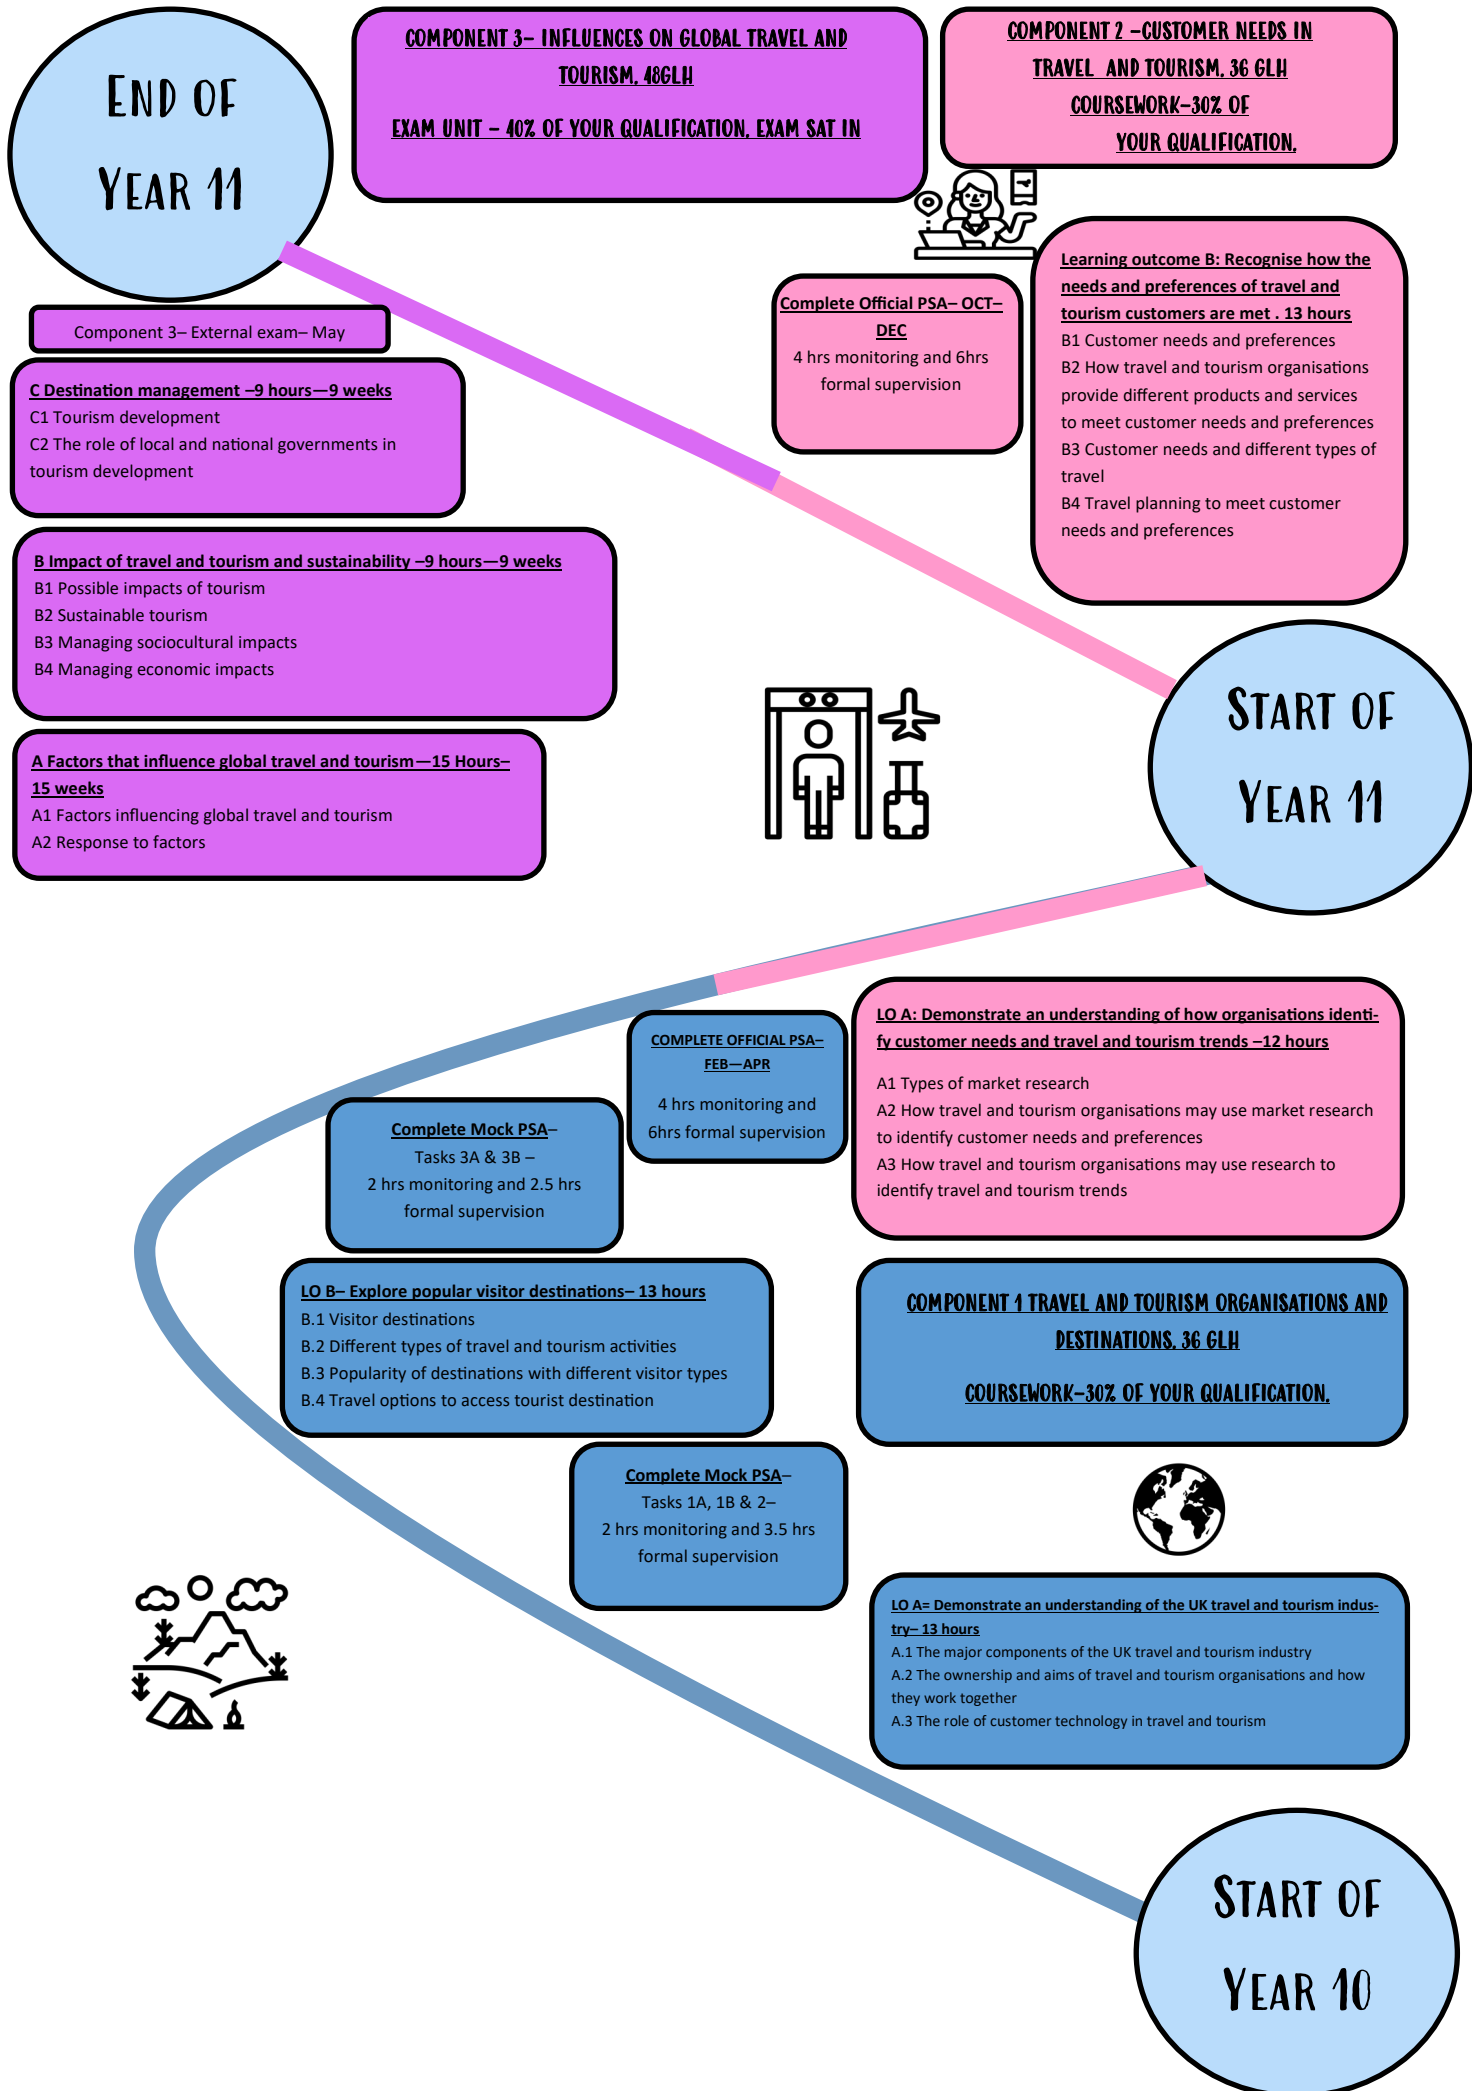 END OF
YEAR 11
COMPONENT 3– INFLUENCES ON GLOBAL TRAVEL AND
TOURISM. 48GLH
EXAM UNIT – 40% OF YOUR QUALIFICATION. EXAM SAT IN
COMPONENT 2 –CUSTOMER NEEDS IN
TRAVEL AND TOURISM. 36 GLH
COURSEWORK–30% OF
YOUR QUALIFICATION.
Learning outcome B: Recognise how the
needs and preferences of travel and
tourism customers are met . 13 hours
B1 Customer needs and preferences
B2 How travel and tourism organisations
provide different products and services
to meet customer needs and preferences
B3 Customer needs and different types of
travel
B4 Travel planning to meet customer
needs and preferences
Complete Official PSA– OCT–
DEC
4 hrs monitoring and 6hrs
formal supervision
Component 3– External exam– May
C Destination management –9 hours—9 weeks
C1 Tourism development
C2 The role of local and national governments in
tourism development
B Impact of travel and tourism and sustainability –9 hours—9 weeks
B1 Possible impacts of tourism
B2 Sustainable tourism
B3 Managing sociocultural impacts
B4 Managing economic impacts
A Factors that influence global travel and tourism—15 Hours–
15 weeks
A1 Factors influencing global travel and tourism
A2 Response to factors
START OF
YEAR 11
LO A: Demonstrate an understanding of how organisations identi-
fy customer needs and travel and tourism trends –12 hours
A1 Types of market research
A2 How travel and tourism organisations may use market research
to identify customer needs and preferences
A3 How travel and tourism organisations may use research to
identify travel and tourism trends
COMPLETE OFFICIAL PSA–
FEB—APR
4 hrs monitoring and
6hrs formal supervision
Complete Mock PSA–
Tasks 3A & 3B –
2 hrs monitoring and 2.5 hrs
formal supervision
LO B– Explore popular visitor destinations– 13 hours
B.1 Visitor destinations
B.2 Different types of travel and tourism activities
B.3 Popularity of destinations with different visitor types
B.4 Travel options to access tourist destination
COMPONENT 1 TRAVEL AND TOURISM ORGANISATIONS AND
DESTINATIONS. 36 GLH
COURSEWORK–30% OF YOUR QUALIFICATION.
Complete Mock PSA–
Tasks 1A, 1B & 2–
2 hrs monitoring and 3.5 hrs
formal supervision
LO A= Demonstrate an understanding of the UK travel and tourism indus-
try– 13 hours
A.1 The major components of the UK travel and tourism industry
A.2 The ownership and aims of travel and tourism organisations and how
they work together
A.3 The role of customer technology in travel and tourism
START OF
YEAR 10